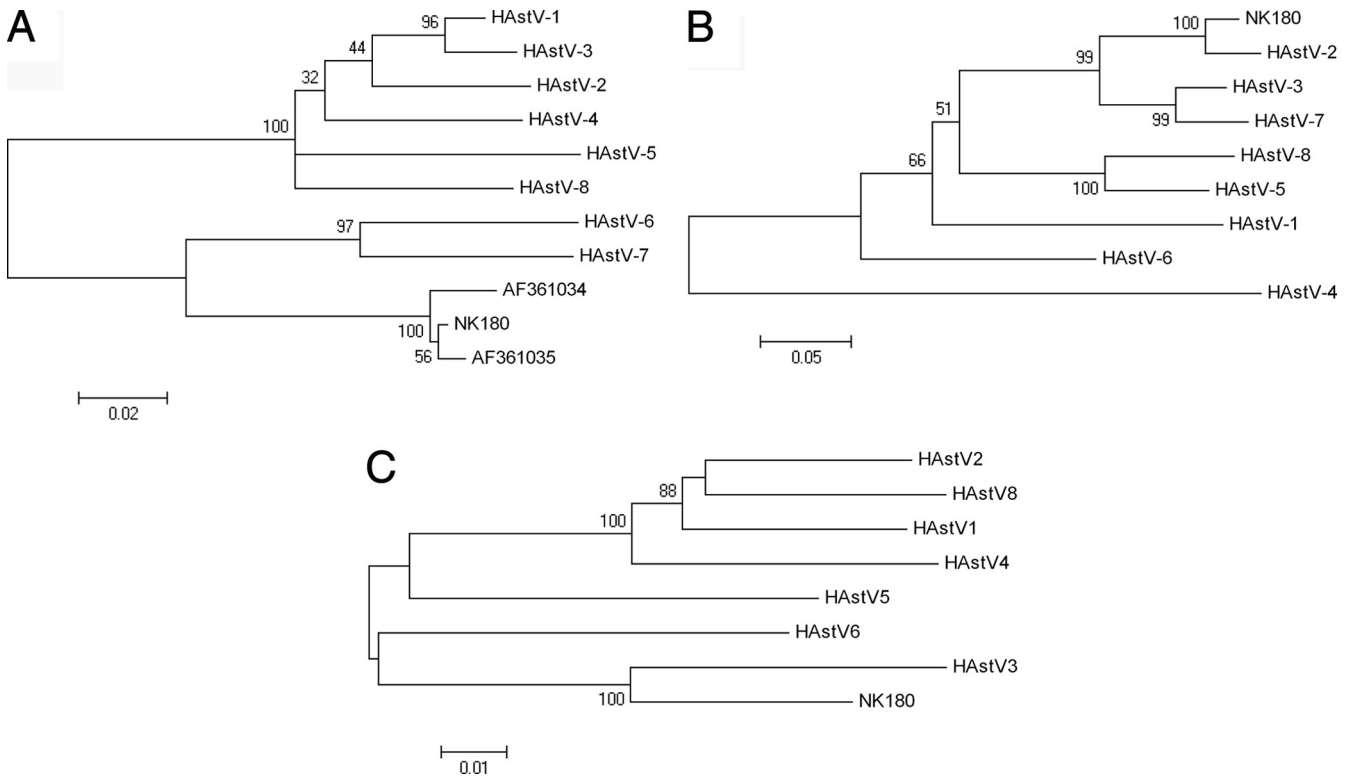 A
96
HAstV-1
HAstV-3
44
HAstV-2
32
HAstV-4
100
HAstV-5
HAstV-8
97
HAstV-6
HAstV-7
AF361034
100
NK180
56
AF361035
0.02
B
100
NK180
HAstV-2
99
HAstV-3
99
HAstV-7
51
HAstV-8
100
HAstV-5
66
HAstV-1
HAstV-6
HAstV-4
0.05
C
HAstV2
88
HAstV8
100
HAstV1
HAstV4
HAstV5
HAstV6
HAstV3
100
NK180
0.01